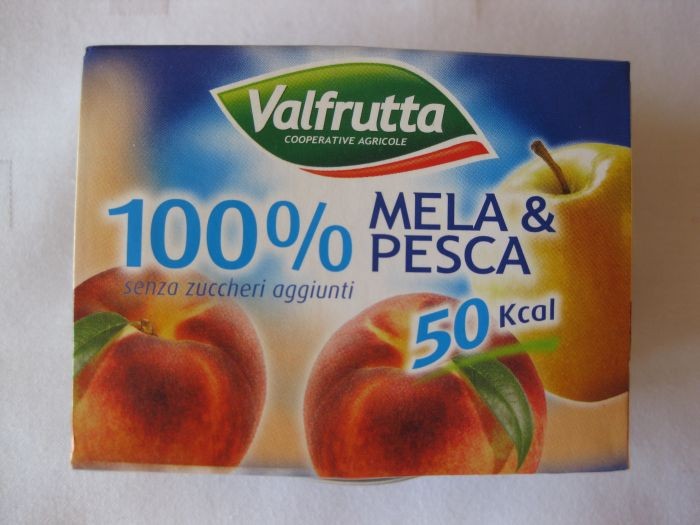 Valfrutta
COOPERATIVE AGRICOLE
100% MELA & PESCA
senza zuccheri aggiunti
50 Kcal